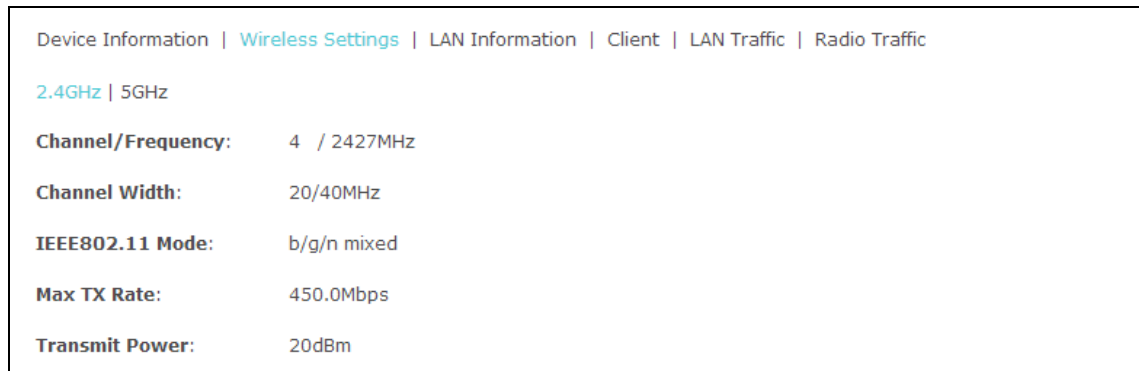 Device Information | Wireless Settings | LAN Information | Client | LAN Traffic | Radio Traffic
2.4GHz | 5GHz
Channel/Frequency: 4 / 2427MHz
Channel Width: 20/40MHz
IEEE802.11 Mode: b/g/n mixed
Max TX Rate: 450.0Mbps
Transmit Power: 20dBm